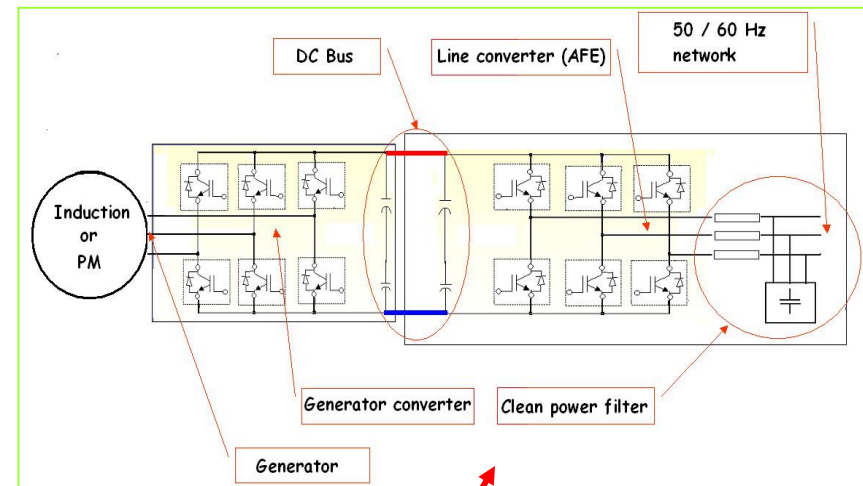 50 / 60 Hz
network
DC Bus
Line converter (AFE)
Induction
or
PM
Generator converter
Clean power filter
Generator